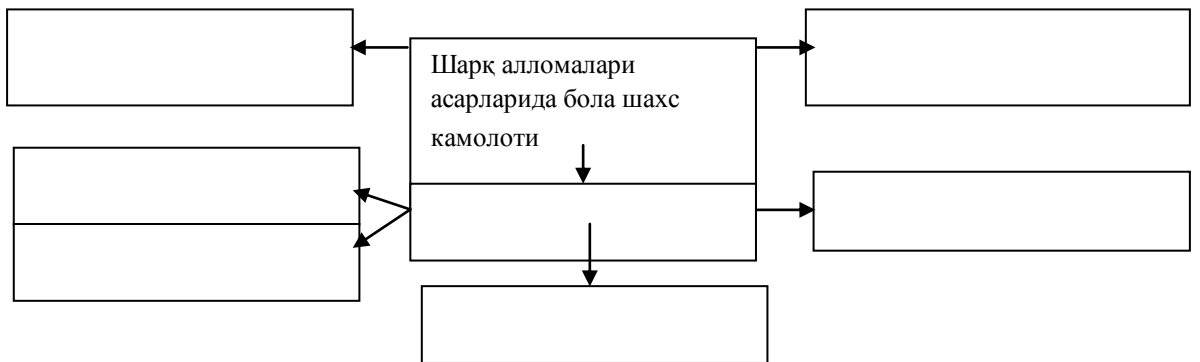 Шарқ алломалари
асарларида бола шахс
камолоти